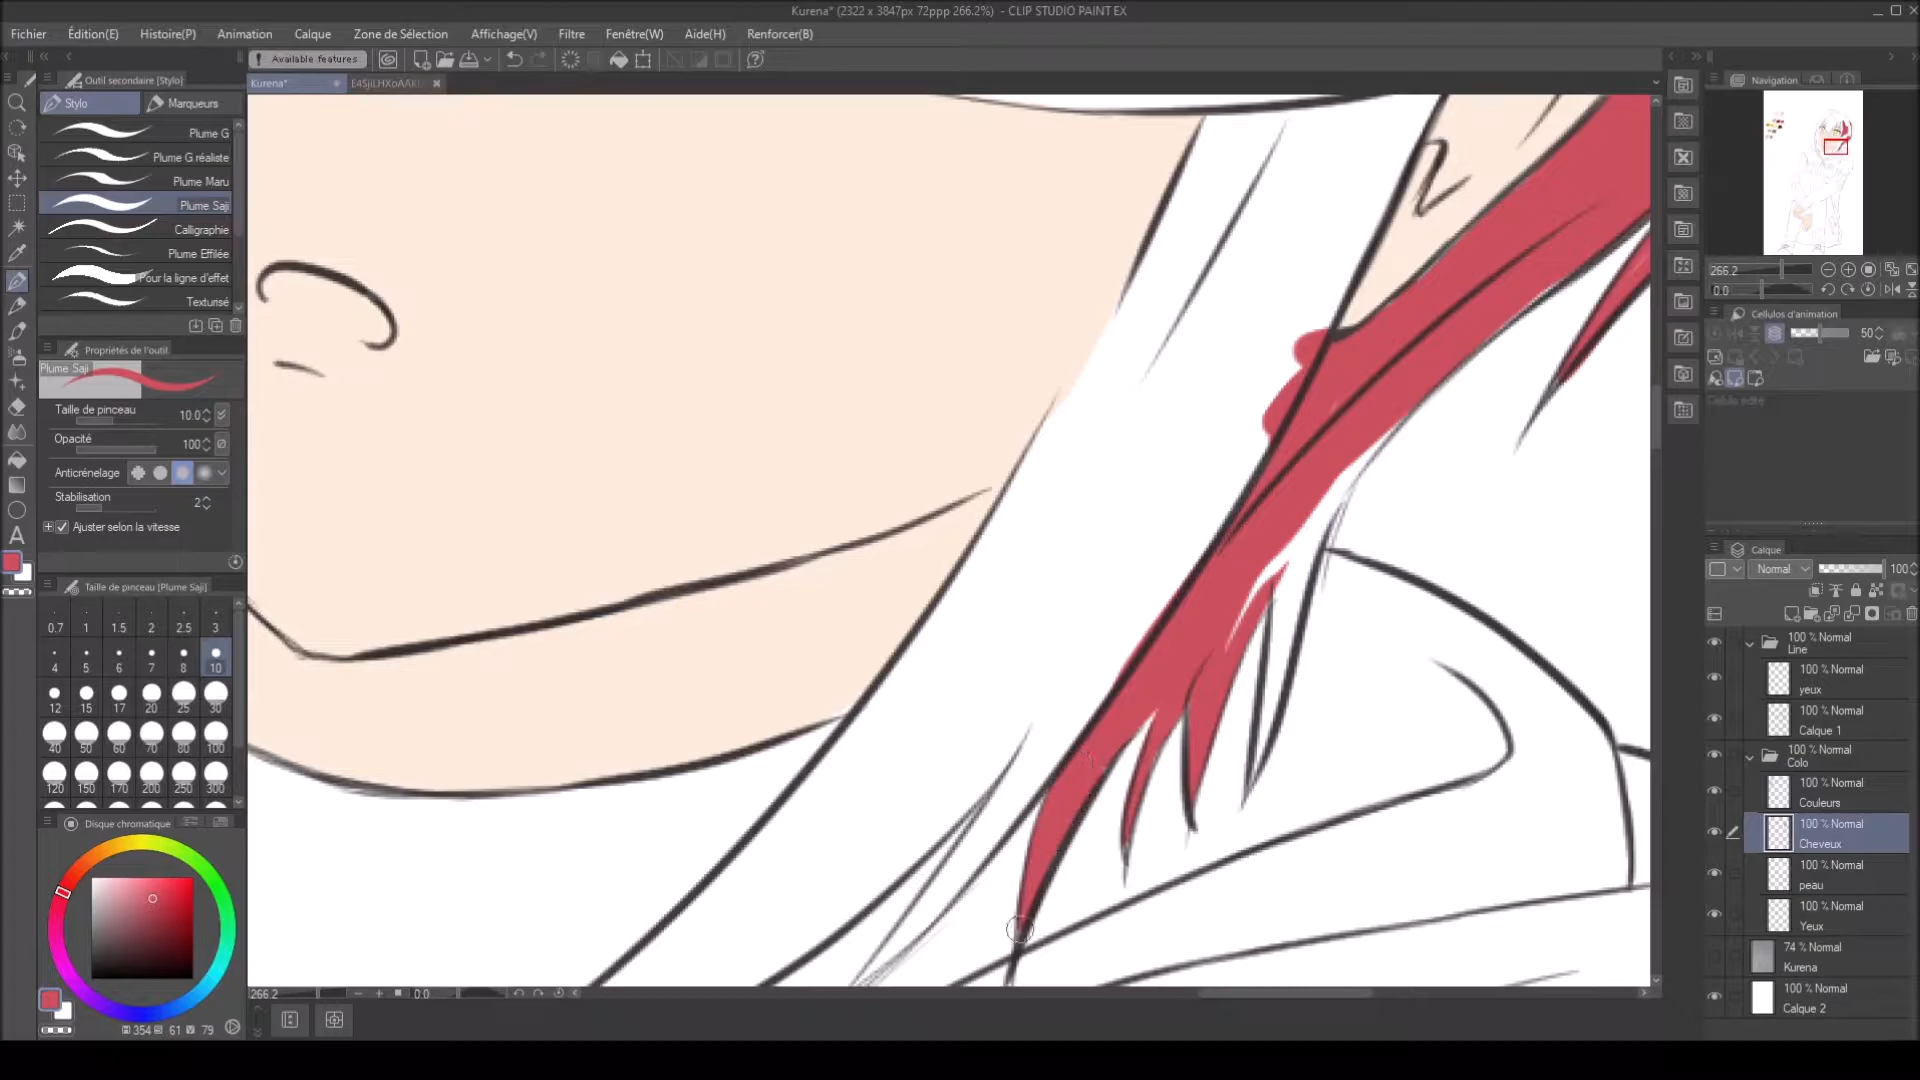 Kurena* (2322 x 3847px 72ppp 266.2%) - CLIP STUDIO PAINT EX
Fichier Édition(E) Histoire(P) Animation Calque Zone de Sélection Affichage(V) Filtre Fenêtre(W) Aide(H) Renforcer(B)
! Available features
Kurena*
Outil secondaire [Stylo]
Stylo Marqueurs
Plume G
Plume G réaliste
Plume Maru
Plume Saji
Calligraphie
Plume Effilée
Pour la ligne d'effet
Texturisé
Propriétés de l'outil
Plume Saji
Taille de pinceau 10.0
Opacité 100
Anticrénelage
Stabilisation 2
Ajuster selon la vitesse
Taille de pinceau [Plume Saji]
0.7 1 1.5 2 2.5 3
4 5 6 7 8 10
12 15 17 20 25 30
40 50 60 70 80 100
120 150 170 200 250 300
Disque chromatique
354 61 79
266.2 0.0
Navigation
266.2
0.0
Cellulos d'animation
50
Cellulo édité
Calque
Normal 100
100 % Normal
Line
100 % Normal
yeux
100 % Normal
Calque 1
100 % Normal
Colo
100 % Normal
Couleurs
100 % Normal
Cheveux
100 % Normal
peau
100 % Normal
Yeux
74 % Normal
Kurena
100 % Normal
Calque 2